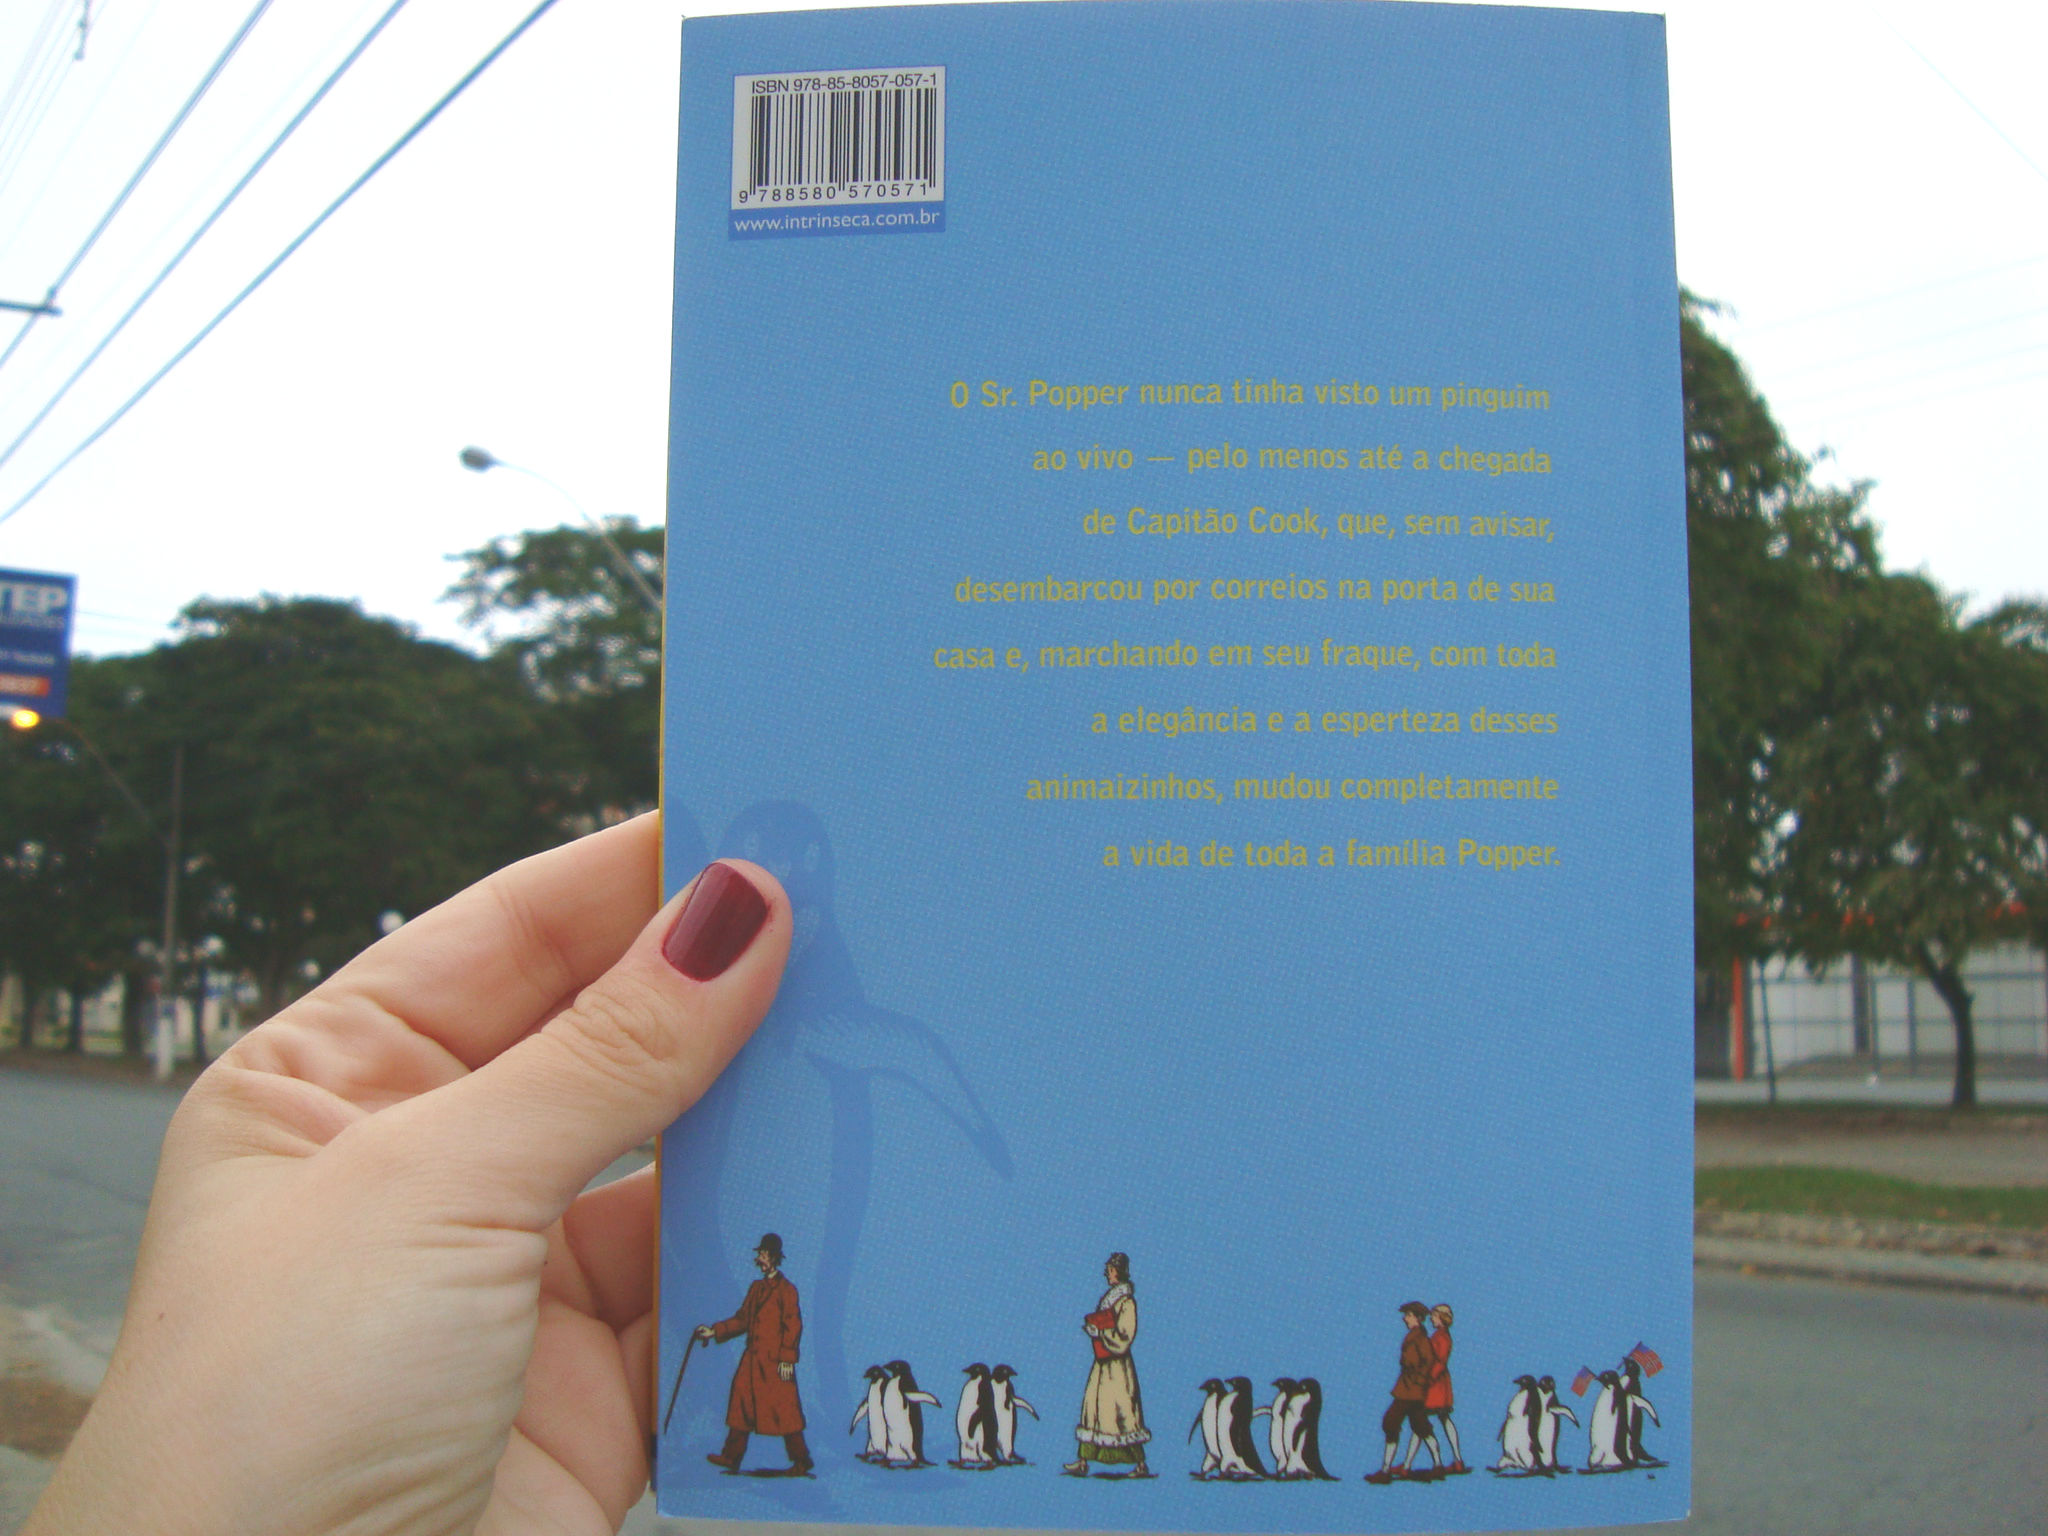 ISBN 978-85-8057-057-1
9 788580 570571
www.intrinseca.com.br
O Sr. Popper nunca tinha visto um pinguim
ao vivo — pelo menos até a chegada
de Capitão Cook, que, sem avisar,
desembarcou por correios na porta de sua
casa e, marchando em seu fraque, com toda
a elegância e a esperteza desses
animaizinhos, mudou completamente
a vida de toda a família Popper.
TEP